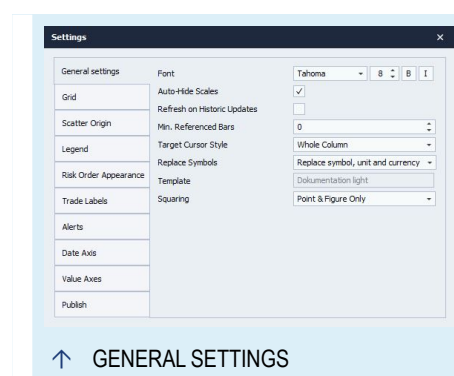 Settings ×
General settings
Grid
Scatter Origin
Legend
Risk Order Appearance
Trade Labels
Alerts
Date Axis
Value Axes
Publish
Font Tahoma 8 B I
Auto-Hide Scales
Refresh on Historic Updates
Min. Referenced Bars 0
Target Cursor Style Whole Column
Replace Symbols Replace symbol, unit and currency
Template Dokumentation light
Squaring Point & Figure Only
↑ GENERAL SETTINGS